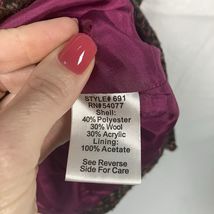 STYLE# 691
RN#54077
Shell:
40% Polyester
30% Wool
30% Acrylic
Lining:
100% Acetate
See Reverse
Side For Care